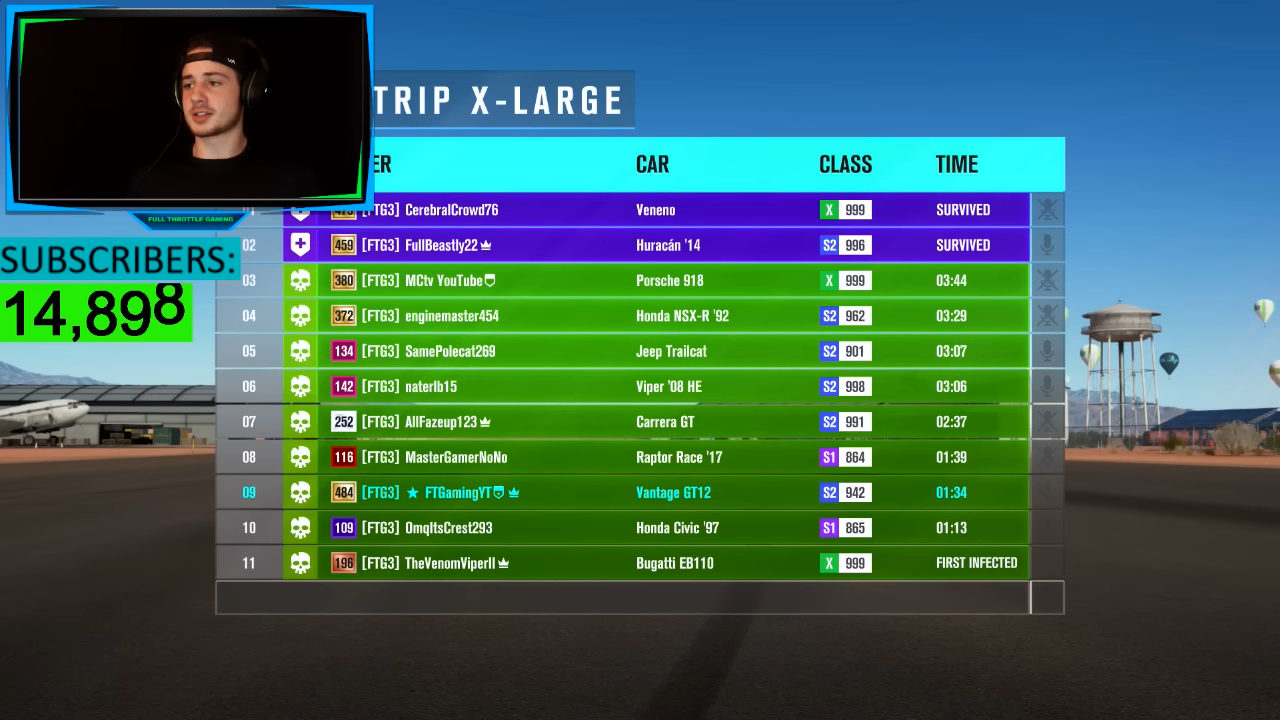 VA
TRIP X-LARGE
ER CAR CLASS TIME
[FTG3] CerebralCrowd76 Veneno X 999 SURVIVED
FULL THROTTLE GAMING
02 459 [FTG3] FullBeastly22 Huracán '14 S2 996 SURVIVED
SUBSCRIBERS:
03 380 [FTG3] MCtv YouTube Porsche 918 X 999 03:44
14,898
04 372 [FTG3] enginemaster454 Honda NSX-R '92 S2 962 03:29
05 134 [FTG3] SamePolecat269 Jeep Trailcat S2 901 03:07
06 142 [FTG3] naterlb15 Viper '08 HE S2 998 03:06
07 252 [FTG3] AllFazeup123 Carrera GT S2 991 02:37
08 116 [FTG3] MasterGamerNoNo Raptor Race '17 S1 864 01:39
09 484 [FTG3] ★ FTGamingYT Vantage GT12 S2 942 01:34
10 109 [FTG3] OmqItsCrest293 Honda Civic '97 S1 865 01:13
11 196 [FTG3] TheVenomViperII Bugatti EB110 X 999 FIRST INFECTED